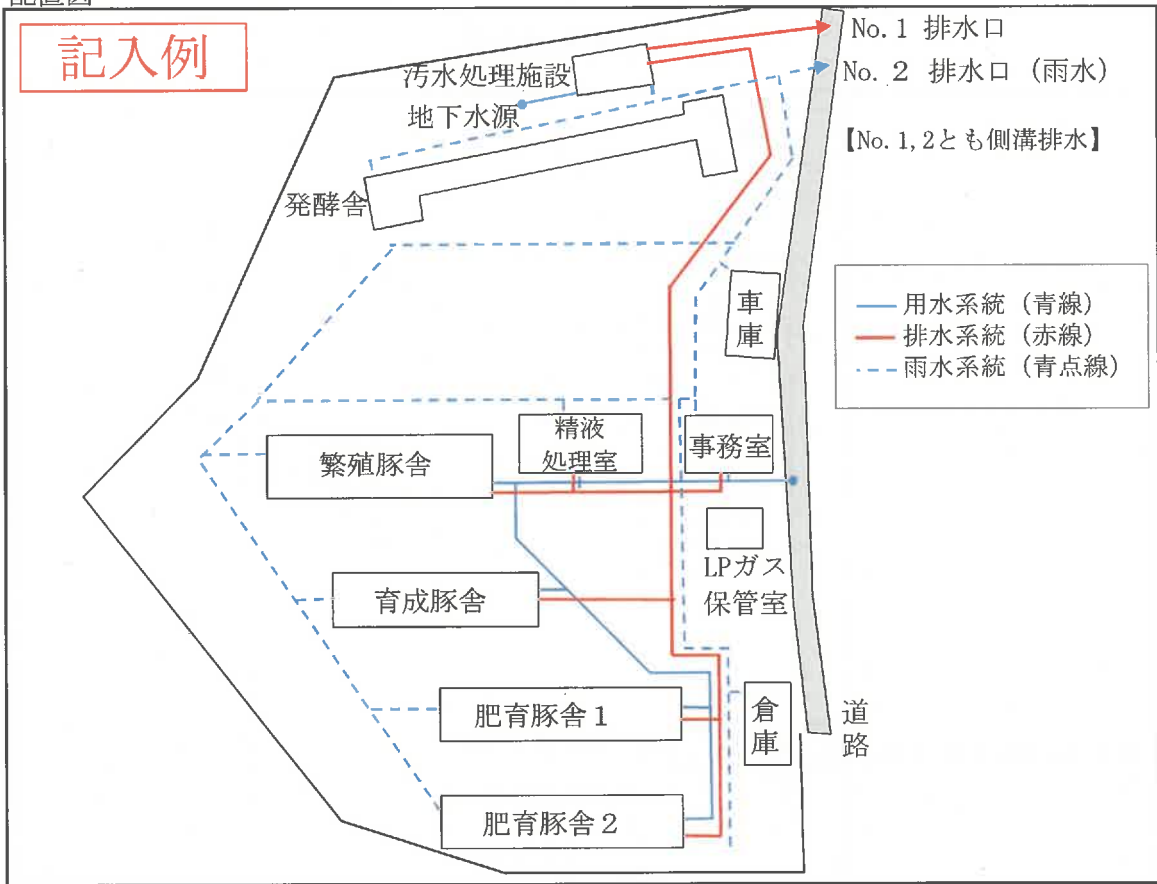 配置図
記入例
No.1 排水口
No.2 排水口（雨水）
【No.1,2とも側溝排水】
汚水処理施設
地下水源
発酵舎
車庫
用水系統（青線）
排水系統（赤線）
雨水系統（青点線）
精液
処理室
事務室
繁殖豚舎
LPガス
保管室
育成豚舎
肥育豚舎1
倉庫
道路
肥育豚舎2